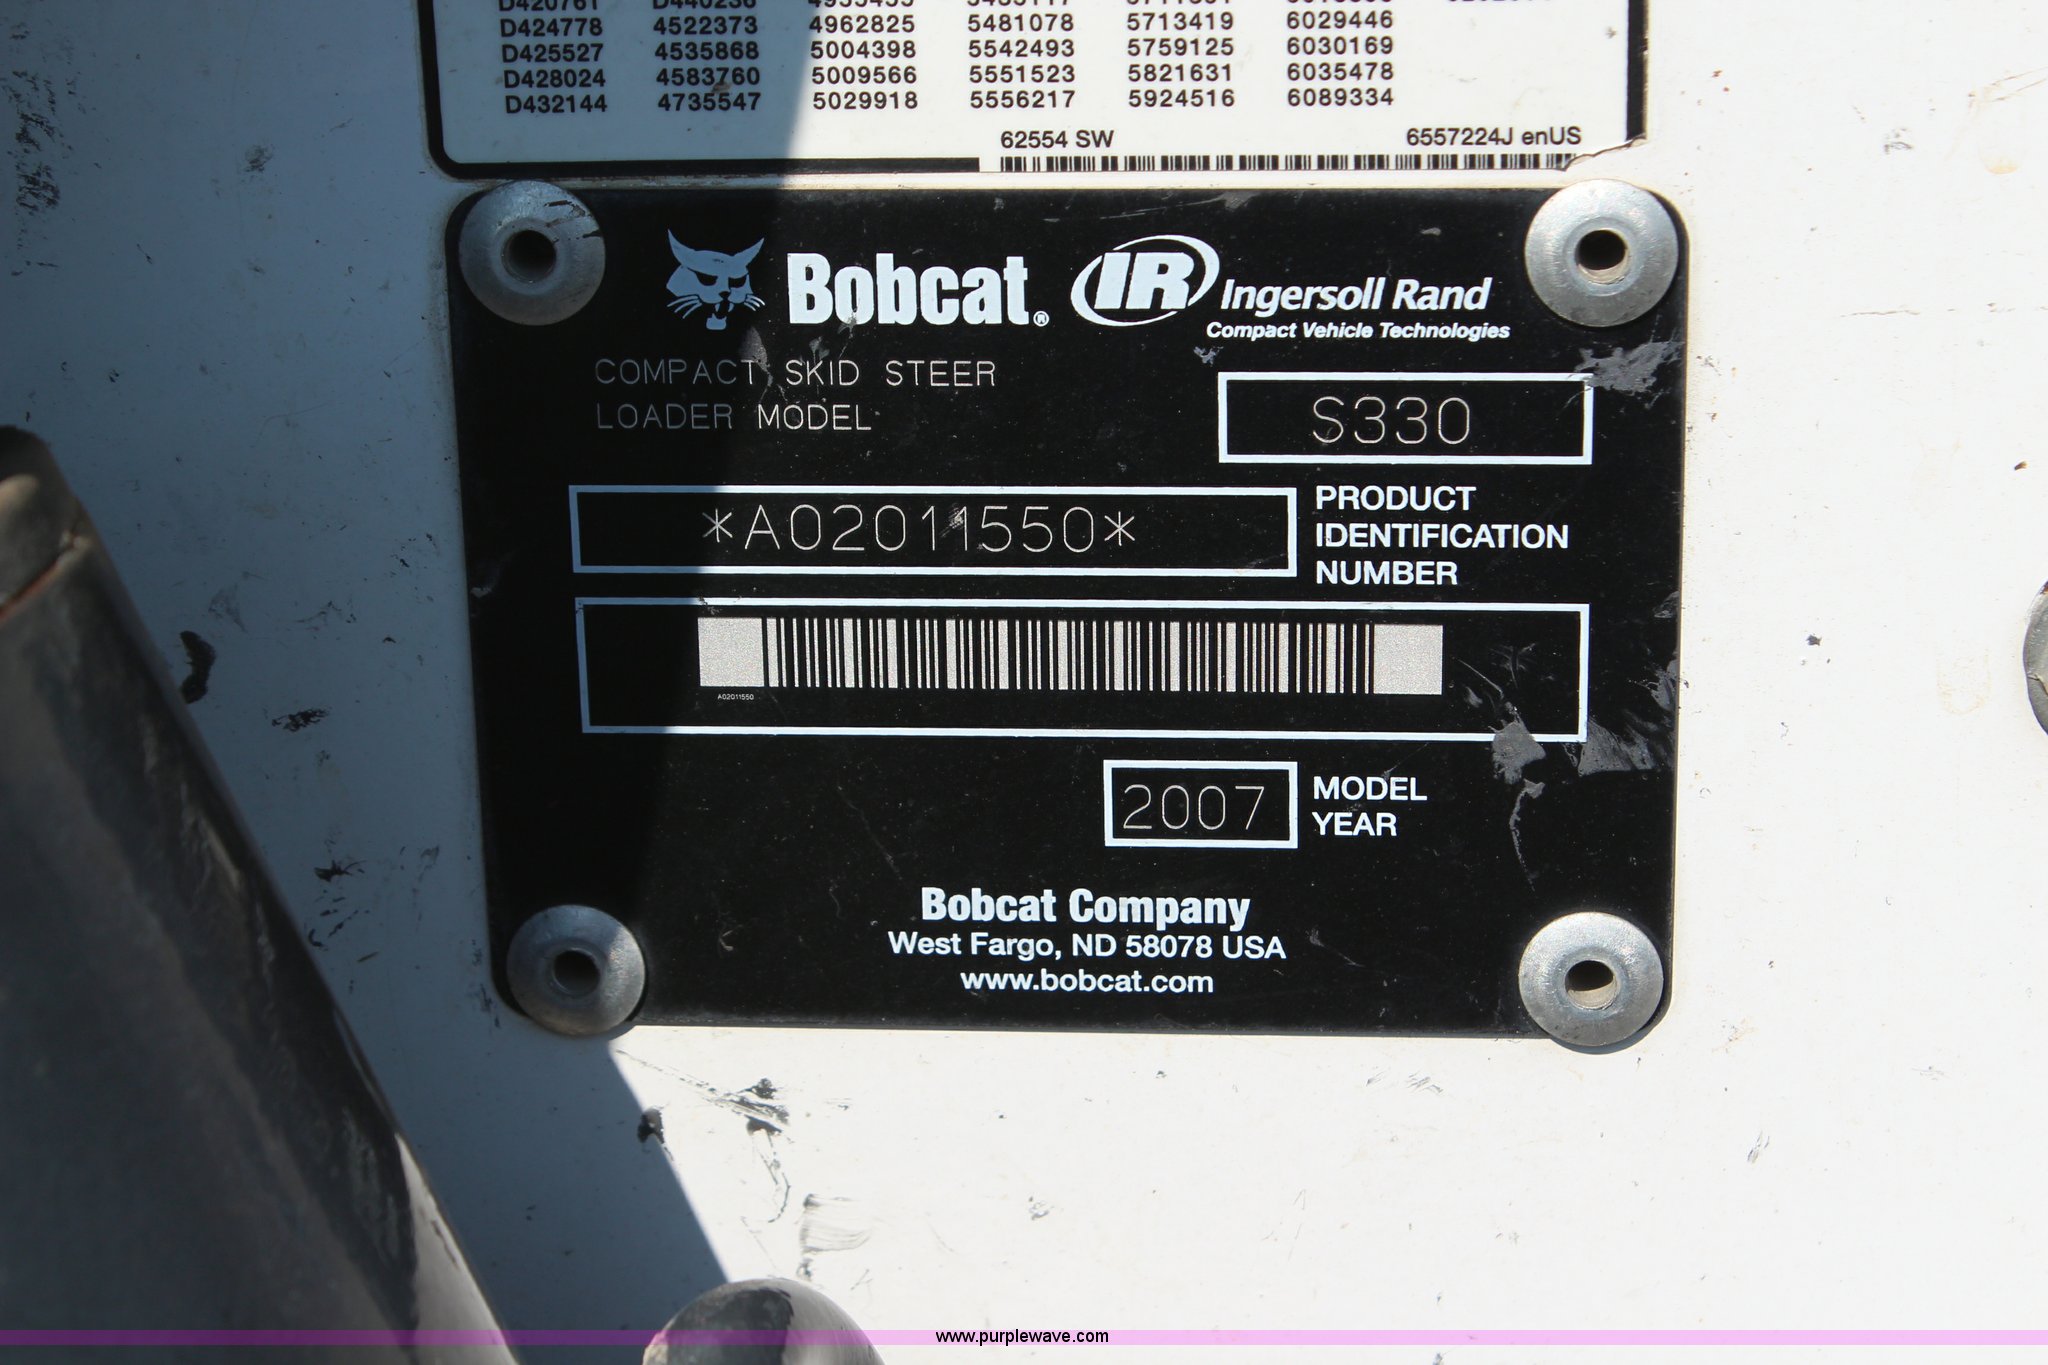 D424778 4522373 4962825 5481078 5713419 6029446
D425527 4535868 5004398 5542493 5759125 6030169
D428024 4583760 5009566 5551523 5821631 6035478
D432144 4735547 5029918 5556217 5924516 6089334
62554 SW 6557224J enUS
Bobcat® IR Ingersoll Rand
Compact Vehicle Technologies
COMPACT SKID STEER
LOADER MODEL
S330
*A02011550*
PRODUCT
IDENTIFICATION
NUMBER
A02011550
2007
MODEL
YEAR
Bobcat Company
West Fargo, ND 58078 USA
www.bobcat.com
www.purplewave.com